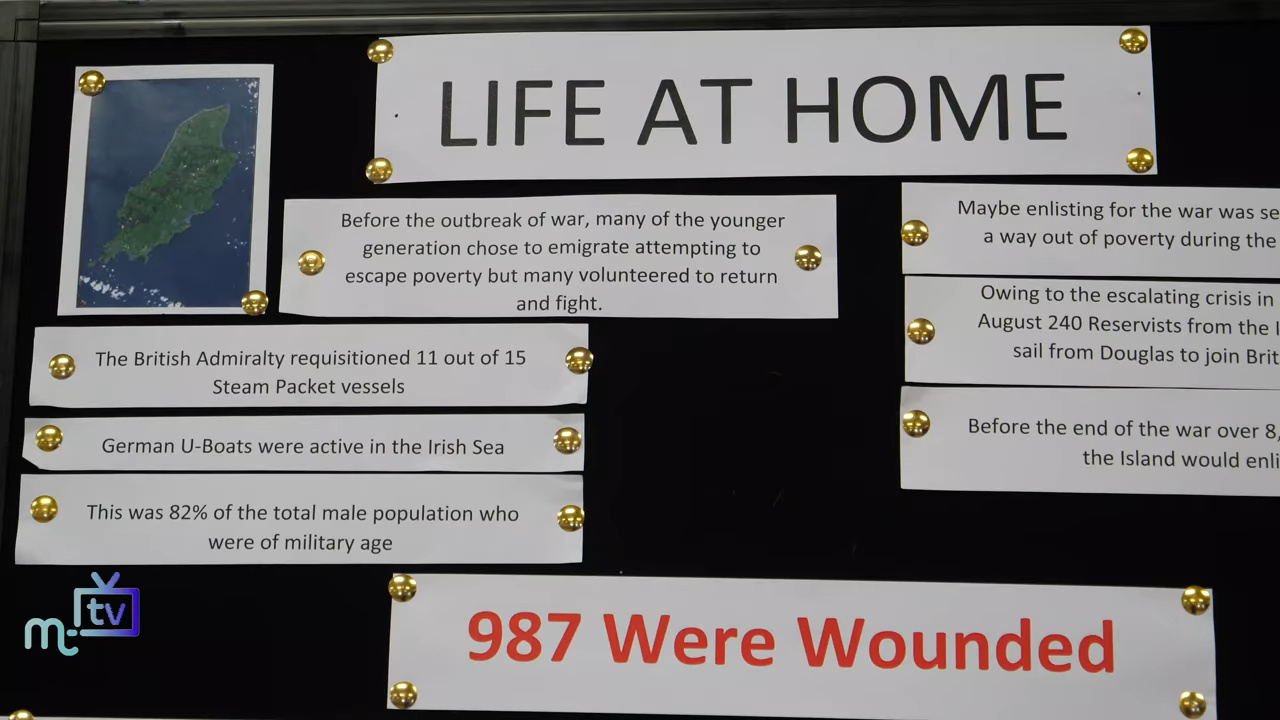 LIFE AT HOME
Before the outbreak of war, many of the younger
generation chose to emigrate attempting to
escape poverty but many volunteered to return
and fight.
The British Admiralty requisitioned 11 out of 15
Steam Packet vessels
German U-Boats were active in the Irish Sea
This was 82% of the total male population who
were of military age
Maybe enlisting for the war was se
a way out of poverty during the
Owing to the escalating crisis in
August 240 Reservists from the I
sail from Douglas to join Brit
Before the end of the war over 8,
the Island would enli
987 Were Wounded
m.tv